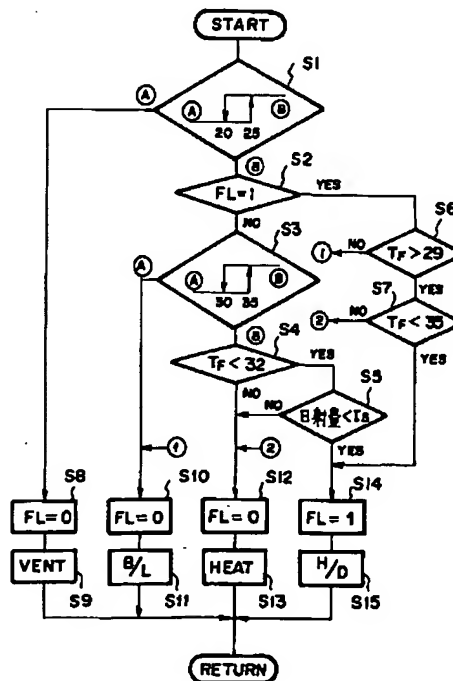 START
S1
Ⓐ
Ⓐ Ⓑ
20 25
Ⓑ
S2
FL=1
YES
NO
S6
S3
Ⓐ
Ⓐ Ⓑ
30 35
① NO
TF>29
YES
S7
② NO
TF<35
YES
Ⓑ
S4
TF<32
YES
NO
S5
NO
日射量<Is
YES
①
②
S8
S10
S12
S14
FL=0
FL=0
FL=0
FL=1
VENT
B/L
HEAT
H/D
S9
S11
S13
S15
RETURN